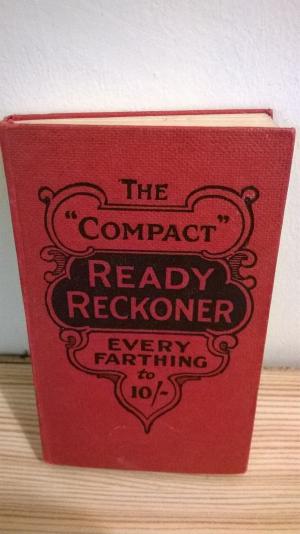 THE
"COMPACT"
READY
RECKONER
EVERY
FARTHING
to
10/-